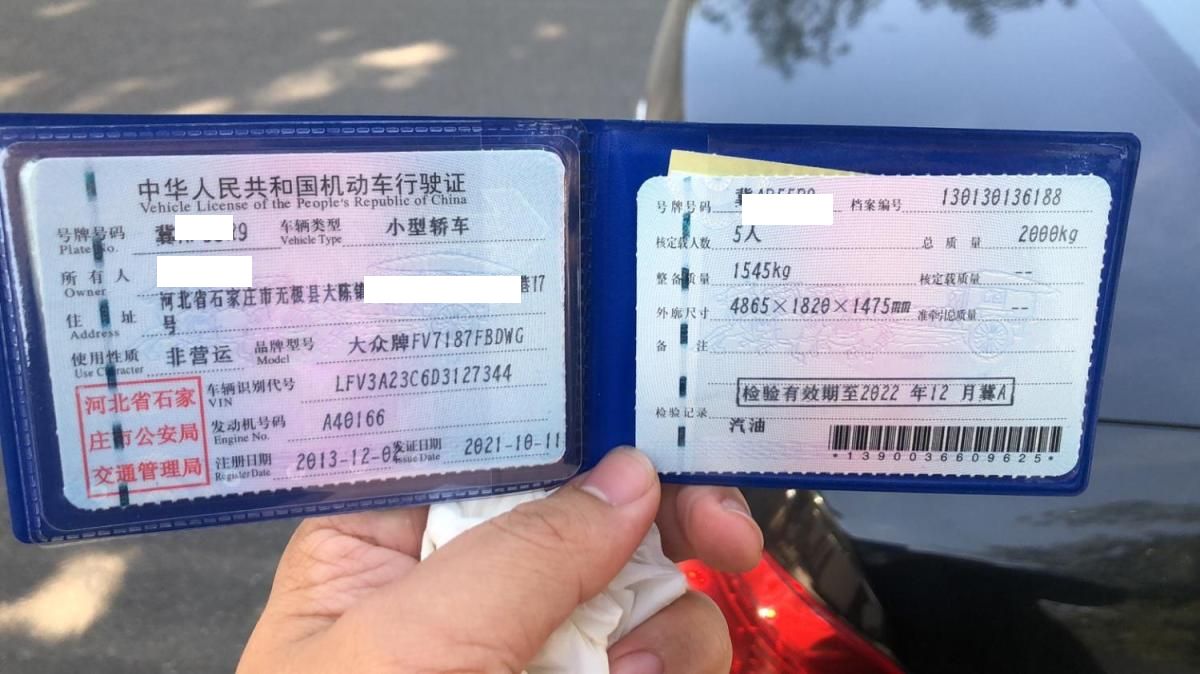 中华人民共和国机动车行驶证
Vehicle License of the People's Republic of China
号牌号码 冀 9 车辆类型 小型轿车
Plate No. Vehicle Type
所有人
Owner
住址 河北省石家庄市无极县大陈镇 巷17
Address 号
使用性质 非营运 品牌型号 大众牌FV7187FBDWG
Use Character Model
河北省石家
庄市公安局
交通管理局
车辆识别代号 LFV3A23C6D3127344
VIN
发动机号码 A40166
Engine No.
注册日期 2013-12-02 发证日期 2021-10-11
Register Date Issue Date
号牌号码 冀 档案编号 130130136188
核定载人数 5人 总质量 2000kg
整备质量 1545kg 核定载质量 --
外廓尺寸 4865×1820×1475mm 准牵引总质量 --
备注
检验有效期至2022 年12 月冀A
检验记录
汽油
*1390036609625*